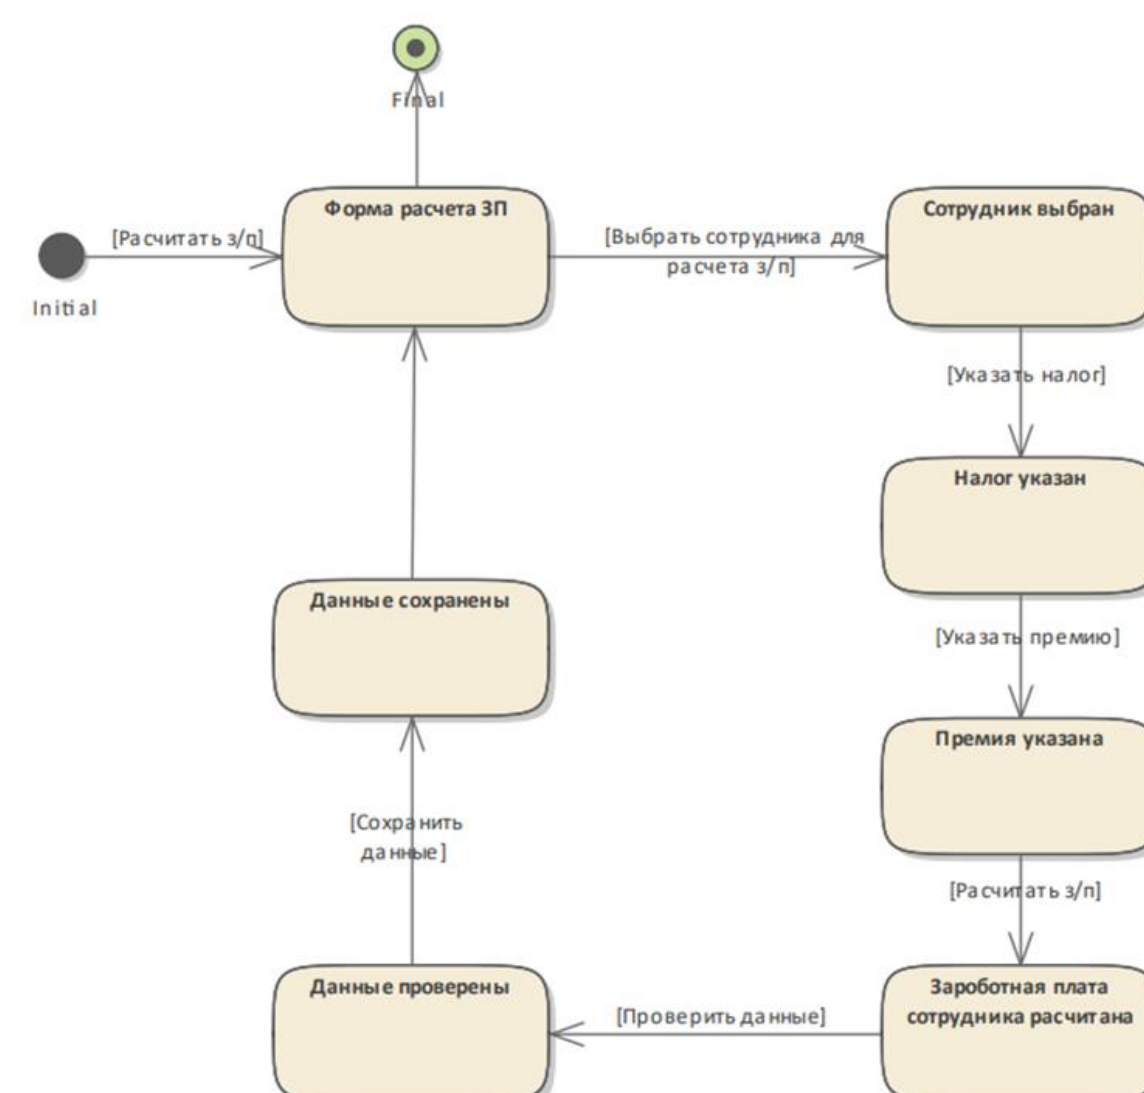 Final
Форма расчета ЗП
Сотрудник выбран
[Расчитать з/п]
[Выбрать сотрудника для
расчета з/п]
Initial
[Указать налог]
Налог указан
Данные сохранены
[Указать премию]
Премия указана
[Сохранить
данные]
[Расчитать з/п]
Данные проверены
[Проверить данные]
Зароботная плата
сотрудника расчитана